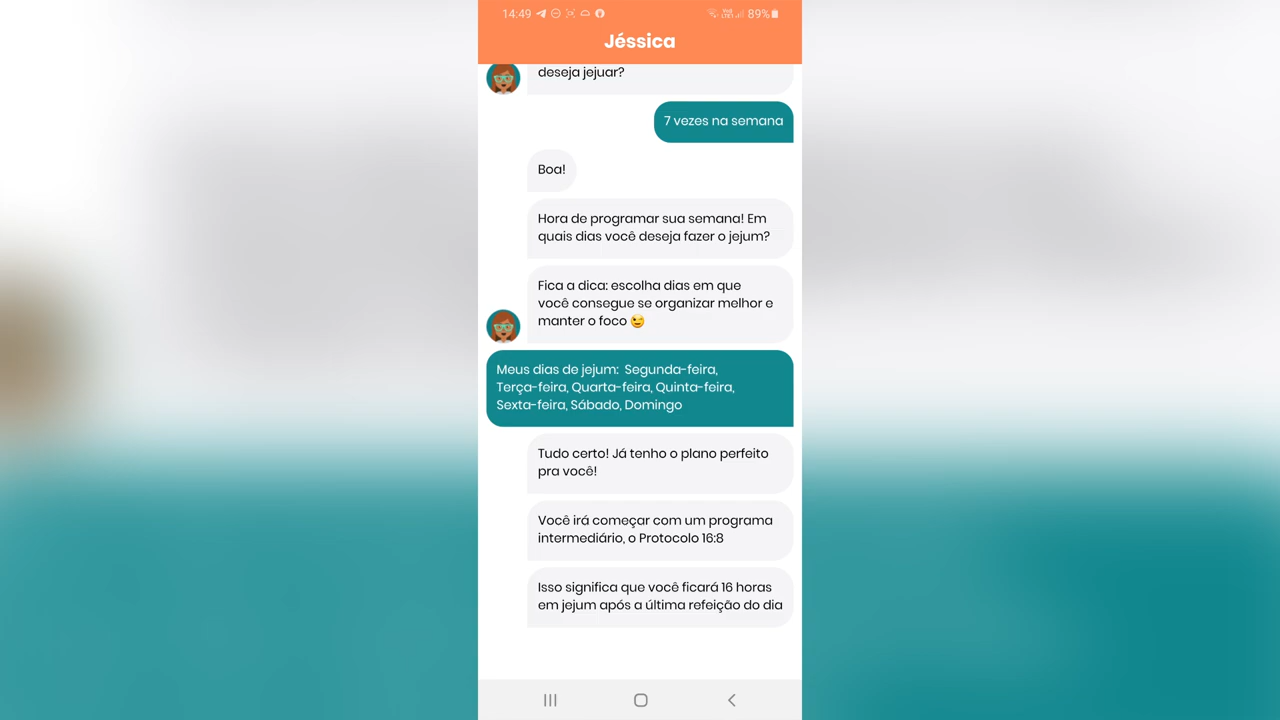 14:49
89%
Jéssica
deseja jejuar?
7 vezes na semana
Boa!
Hora de programar sua semana! Em
quais dias você deseja fazer o jejum?
Fica a dica: escolha dias em que
você consegue se organizar melhor e
manter o foco 😉
Meus dias de jejum: Segunda-feira,
Terça-feira, Quarta-feira, Quinta-feira,
Sexta-feira, Sábado, Domingo
Tudo certo! Já tenho o plano perfeito
pra você!
Você irá começar com um programa
intermediário, o Protocolo 16:8
Isso significa que você ficará 16 horas
em jejum após a última refeição do dia